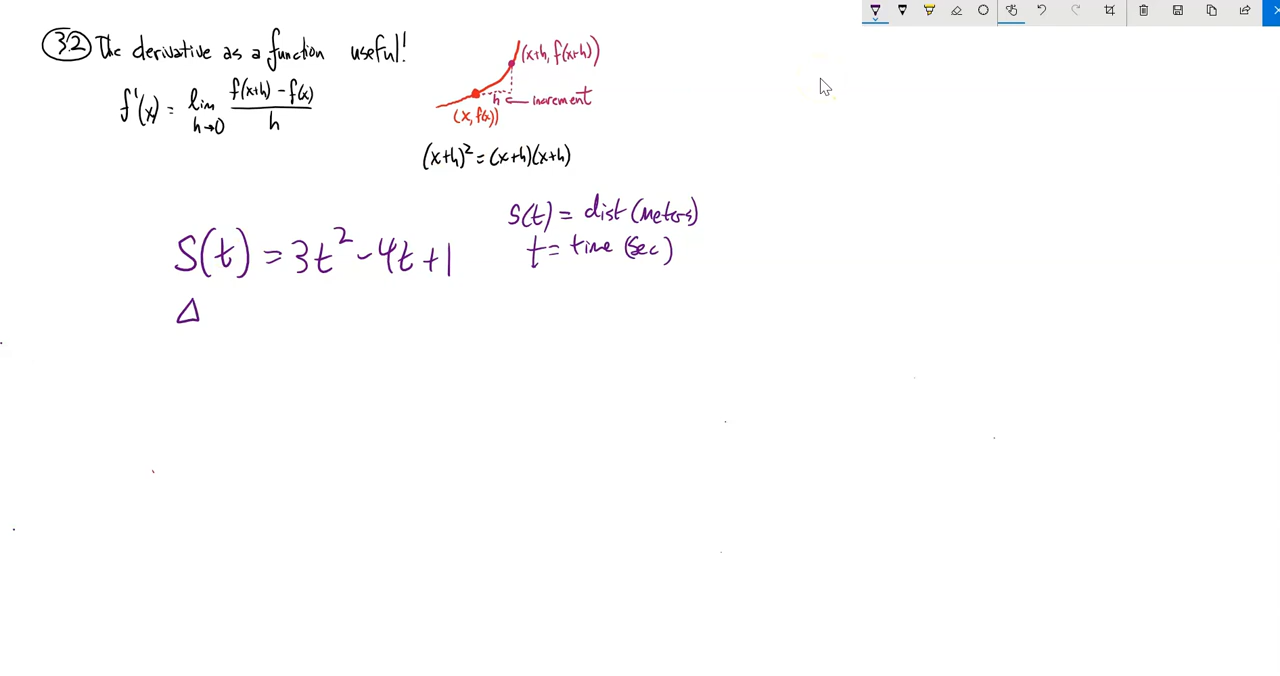 32 The derivative as a function useful!
f'(x) = lim h→0 f(x+h) - f(x) / h
(x+h, f(x+h))
h ← increment
(x, f(x))
(x+h)² = (x+h)(x+h)
S(t) = dist (meters)
t = time (sec)
S(t) = 3t² - 4t + 1
Δ